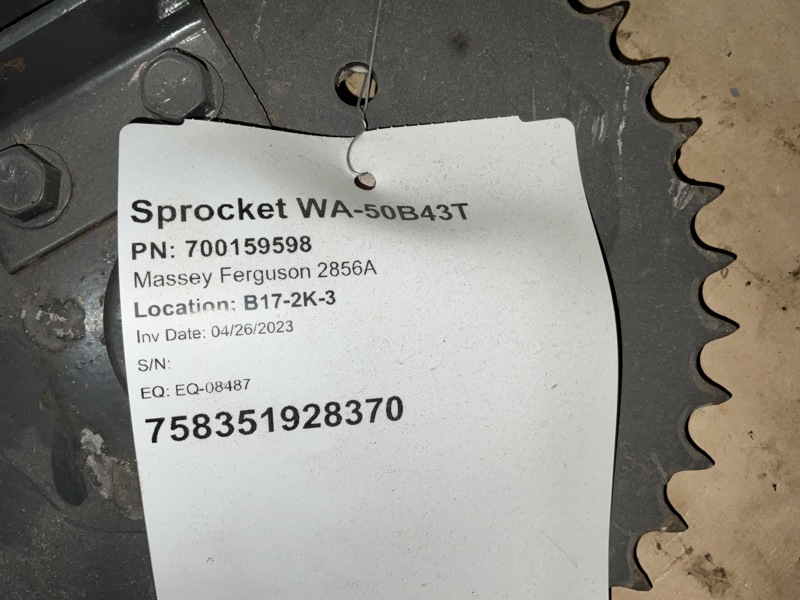 Sprocket WA-50B43T
PN: 700159598
Massey Ferguson 2856A
Location: B17-2K-3
Inv Date: 04/26/2023
S/N:
EQ: EQ-08487
758351928370